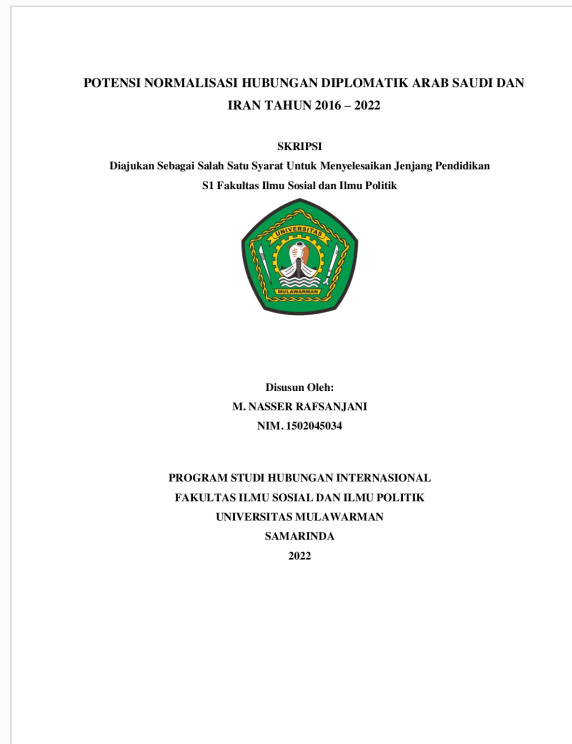 POTENSI NORMALISASI HUBUNGAN DIPLOMATIK ARAB SAUDI DAN
IRAN TAHUN 2016 – 2022
SKRIPSI
Diajukan Sebagai Salah Satu Syarat Untuk Menyelesaikan Jenjang Pendidikan
S1 Fakultas Ilmu Sosial dan Ilmu Politik
UNIVERSITAS
MULAWARMAN
Disusun Oleh:
M. NASSER RAFSANJANI
NIM. 1502045034
PROGRAM STUDI HUBUNGAN INTERNASIONAL
FAKULTAS ILMU SOSIAL DAN ILMU POLITIK
UNIVERSITAS MULAWARMAN
SAMARINDA
2022